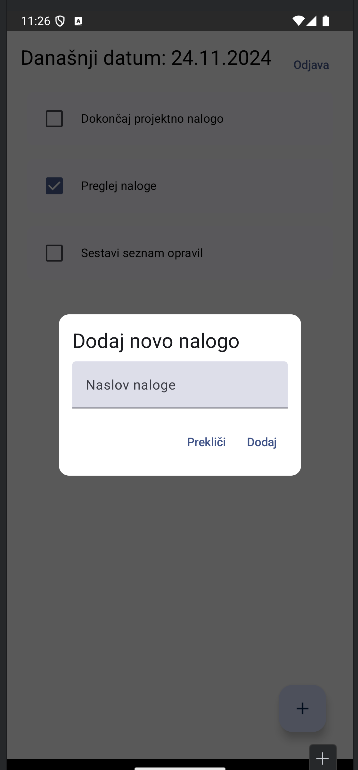 11:26
Današnji datum: 24.11.2024
Odjava
Dokončaj projektno nalogo
Preglej naloge
Sestavi seznam opravil
Dodaj novo nalogo
Naslov naloge
Prekliči
Dodaj